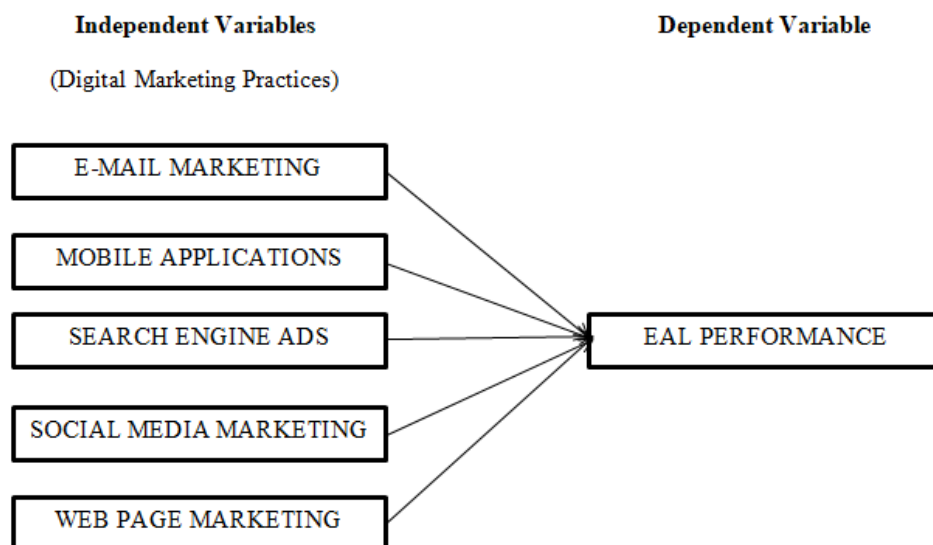 Independent Variables
Dependent Variable
(Digital Marketing Practices)
E-MAIL MARKETING
MOBILE APPLICATIONS
SEARCH ENGINE ADS
EAL PERFORMANCE
SOCIAL MEDIA MARKETING
WEB PAGE MARKETING